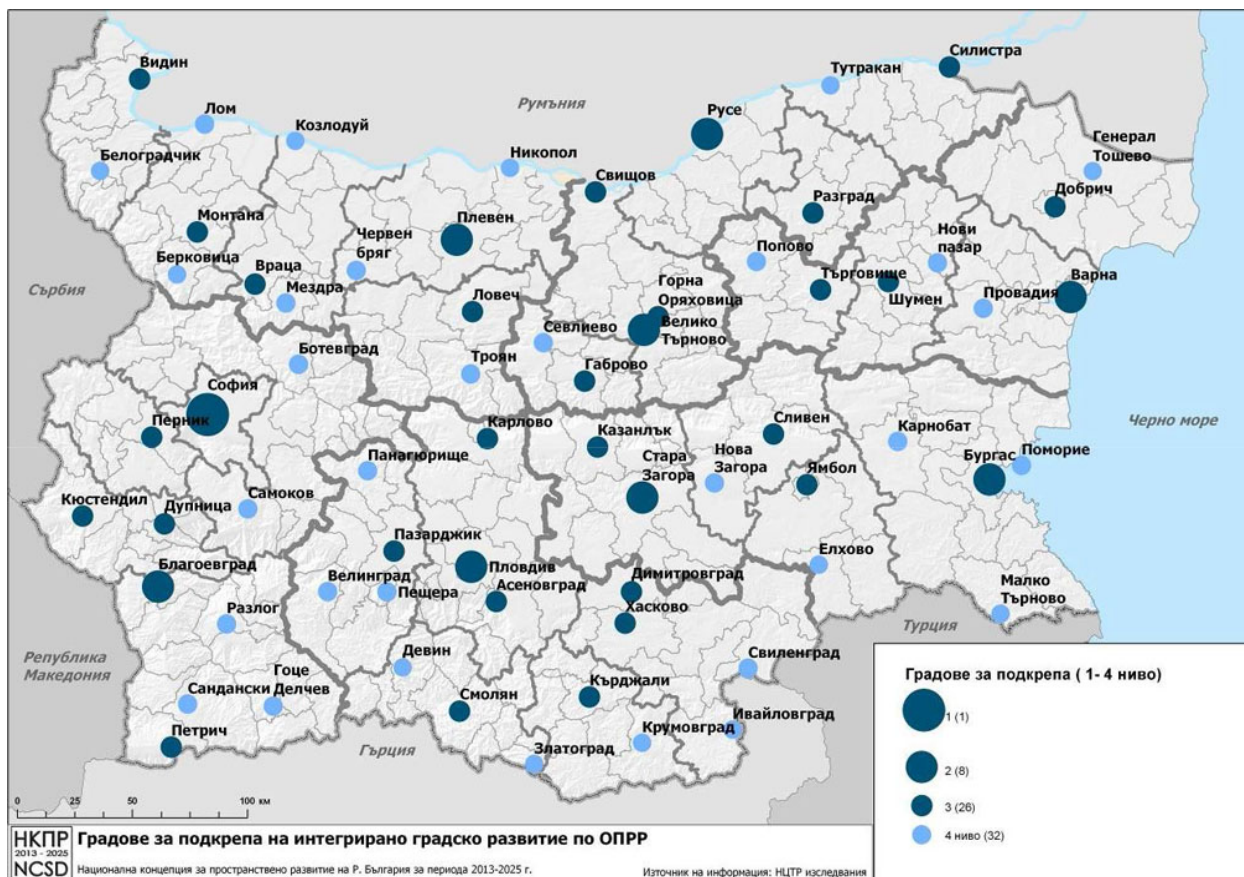 Видин
Силистра
Тутракан
Лом
Румъния
Русе
Козлодуй
Генерал
Тошево
Белоградчик
Никопол
Свищов
Добрич
Разград
Монтана
Плевен
Червен
бряг
Попово
Нови
пазар
Берковица
Враца
Търговище
Варна
Мездра
Горна
Оряховица
Шумен
Провадия
Сърбия
Ловеч
Севлиево
Велико
Търново
Ботевград
Троян
Габрово
София
Перник
Карлово
Казанлък
Сливен
Карнобат
Черно море
Панагюрище
Стара
Загора
Нова
Загора
Ямбол
Бургас
Поморие
Кюстендил
Дупница
Самоков
Пазарджик
Благоевград
Велинград
Пещера
Пловдив
Асеновград
Димитровград
Елхово
Хасково
Малко
Търново
Разлог
Турция
Република
Македония
Девин
Свиленград
Гоце
Делчев
Сандански
Смолян
Кърджали
Петрич
Гърция
Златоград
Крумовград
Ивайловград
Градове за подкрепа ( 1- 4 ниво)
1 (1)
2 (8)
3 (26)
4 ниво (32)
0 25 50 100 км
НКПР
2013 - 2025
NCSD
Градове за подкрепа на интегрирано градско развитие по ОПРР
Национална концепция за пространствено развитие на Р. България за периода 2013-2025 г.
Източник на информация: НЦТР изследвания